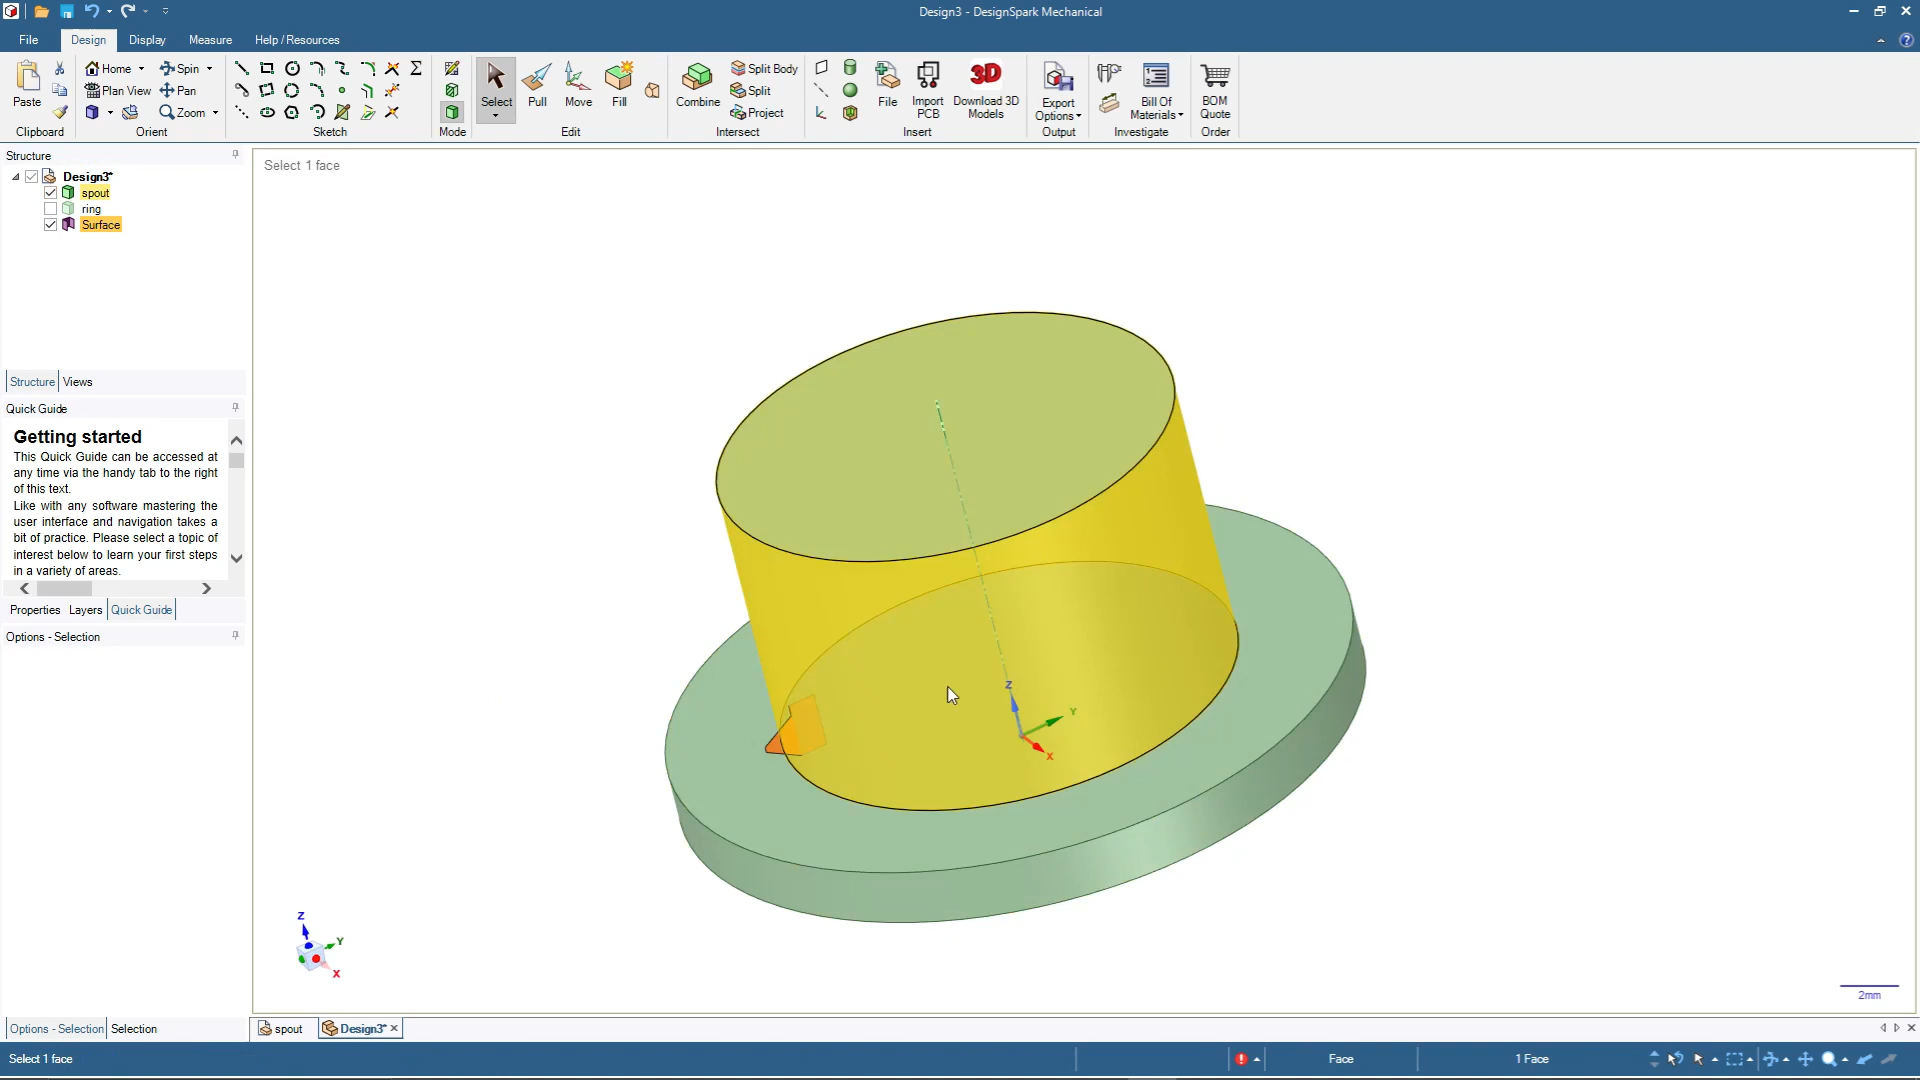 Design3 - DesignSpark Mechanical
File
Design
Display
Measure
Help / Resources
Paste
Clipboard
Home
Plan View
Spin
Pan
Zoom
Orient
Sketch
Mode
Select
Pull
Move
Fill
Edit
Combine
Split Body
Split
Project
Intersect
File
Import PCB
3D
Download 3D Models
Insert
Export Options
Output
Bill Of Materials
Investigate
BOM Quote
Order
Structure
Design3*
spout
ring
Surface
Structure
Views
Quick Guide
Getting started
This Quick Guide can be accessed at
any time via the handy tab to the right
of this text.
Like with any software mastering the
user interface and navigation takes a
bit of practice. Please select a topic of
interest below to learn your first steps
in a variety of areas.
Properties
Layers
Quick Guide
Options - Selection
Options - Selection
Selection
Select 1 face
Z
Y
X
Z
Y
X
2mm
spout
Design3*
Select 1 face
Face
1 Face